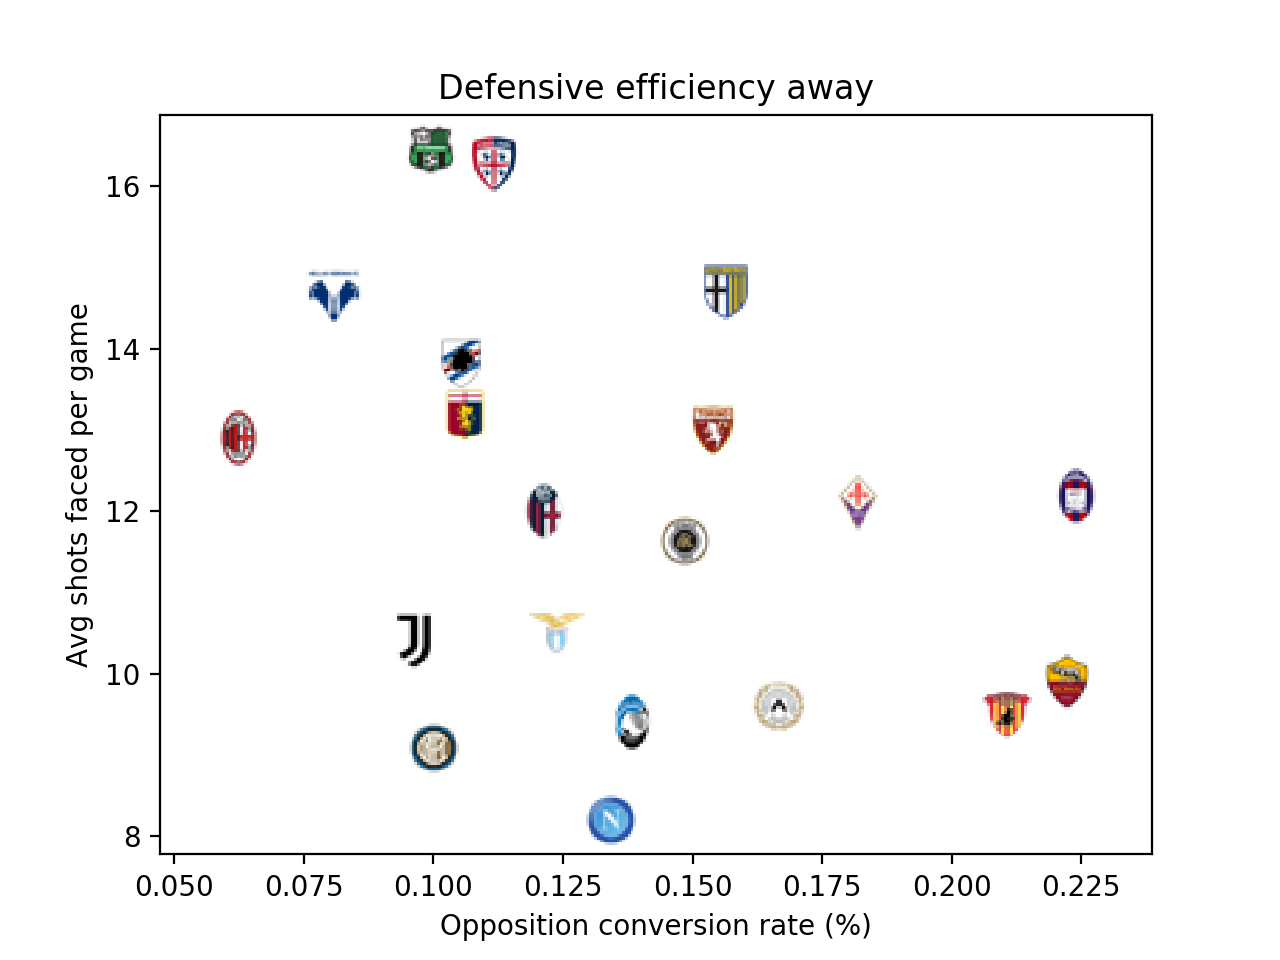 Defensive efficiency away
Avg shots faced per game
16
14
12
10
8
0.050 0.075 0.100 0.125 0.150 0.175 0.200 0.225
Opposition conversion rate (%)
TORINO
N